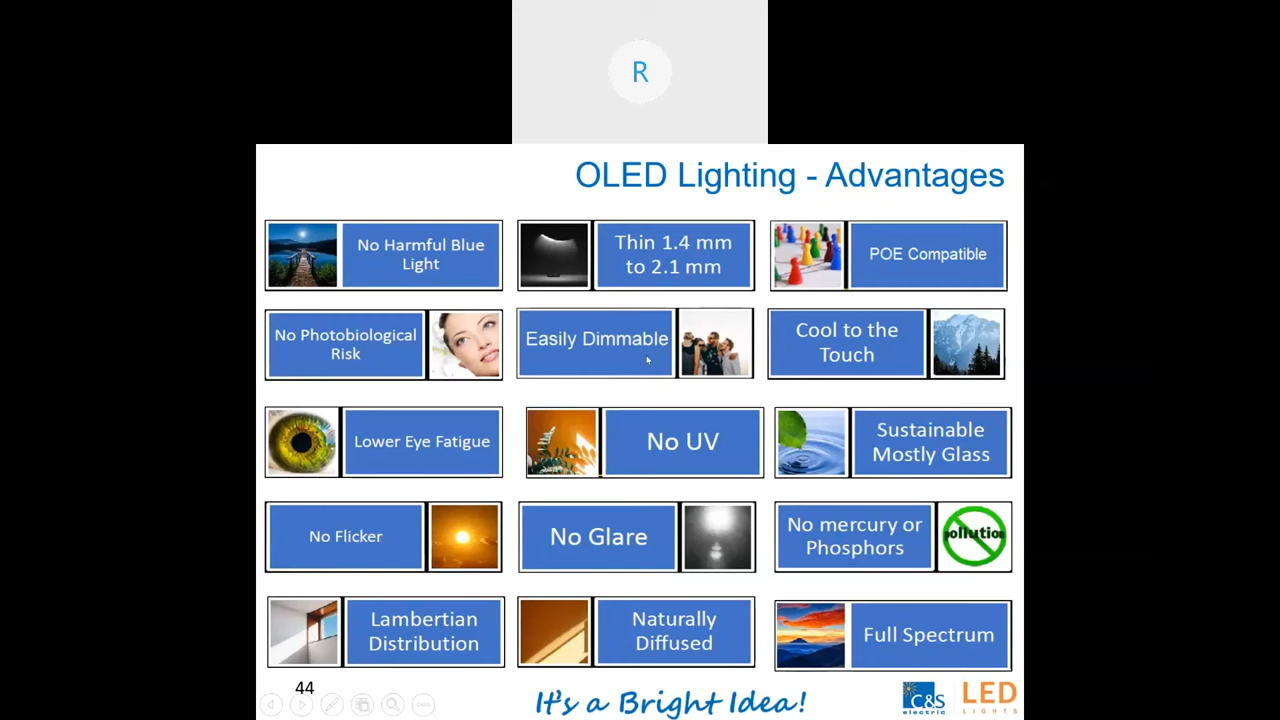 R
OLED Lighting - Advantages
No Harmful Blue
Light
Thin 1.4 mm
to 2.1 mm
POE Compatible
No Photobiological
Risk
Easily Dimmable
Cool to the
Touch
Lower Eye Fatigue
No UV
Sustainable
Mostly Glass
No Flicker
No Glare
No mercury or
Phosphors
pollution
Lambertian
Distribution
Naturally
Diffused
Full Spectrum
44
It's a Bright Idea!
C&S
electric
LED
LIGHTS